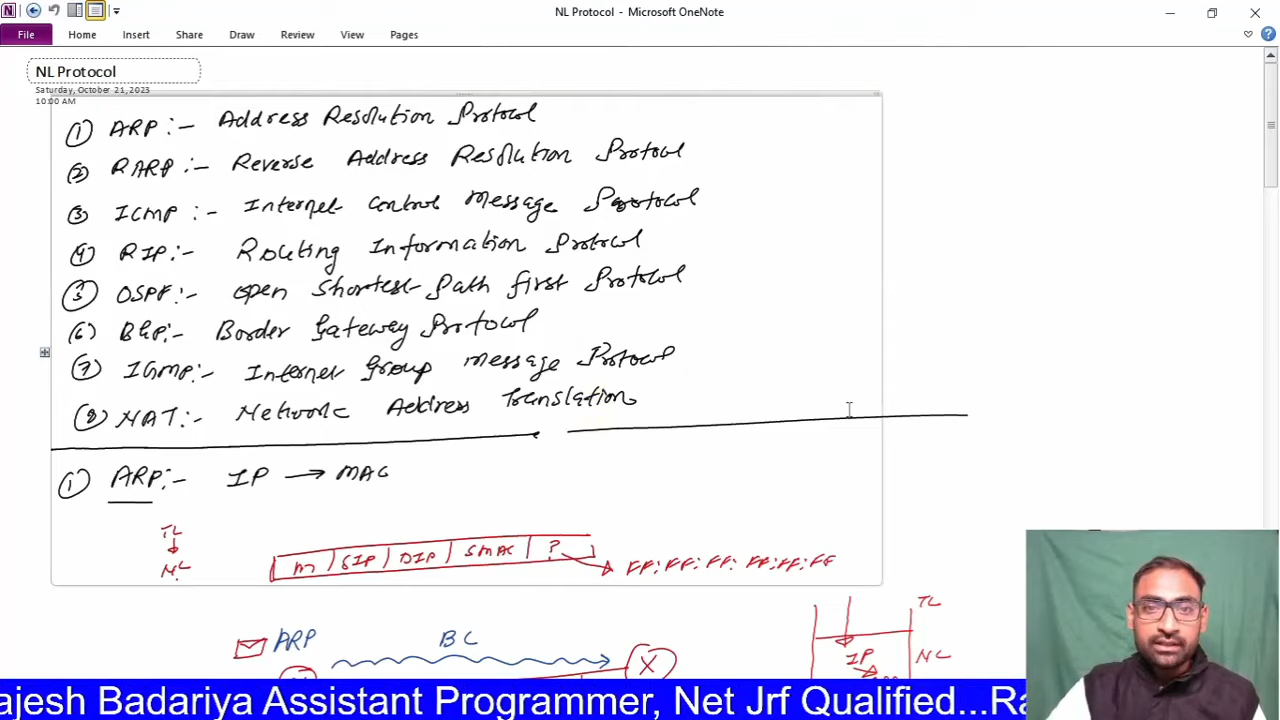 NL Protocol - Microsoft OneNote
File Home Insert Share Draw Review View Pages
NL Protocol
Saturday, October 21, 2023
10:00 AM
① ARP :- Address Resolution Protocol
② RARP :- Reverse Address Resolution Protocol
③ ICMP :- Internet Control Message Protocol
④ RIP :- Routing Information Protocol
⑤ OSPF :- Open Shortest Path First Protocol
⑥ BGP :- Border Gateway Protocol
⑦ IGMP :- Internet Group Message Protocol
⑧ NAT :- Network Address Translation
① ARP :- IP → MAC
TL
↓
NL
M | SIP | DIP | SMAC | ?
→ FF:FF:FF:FF:FF:FF
TL
ARP BC X
IP NL
ajesh Badariya Assistant Programmer, Net Jrf Qualified...Ra